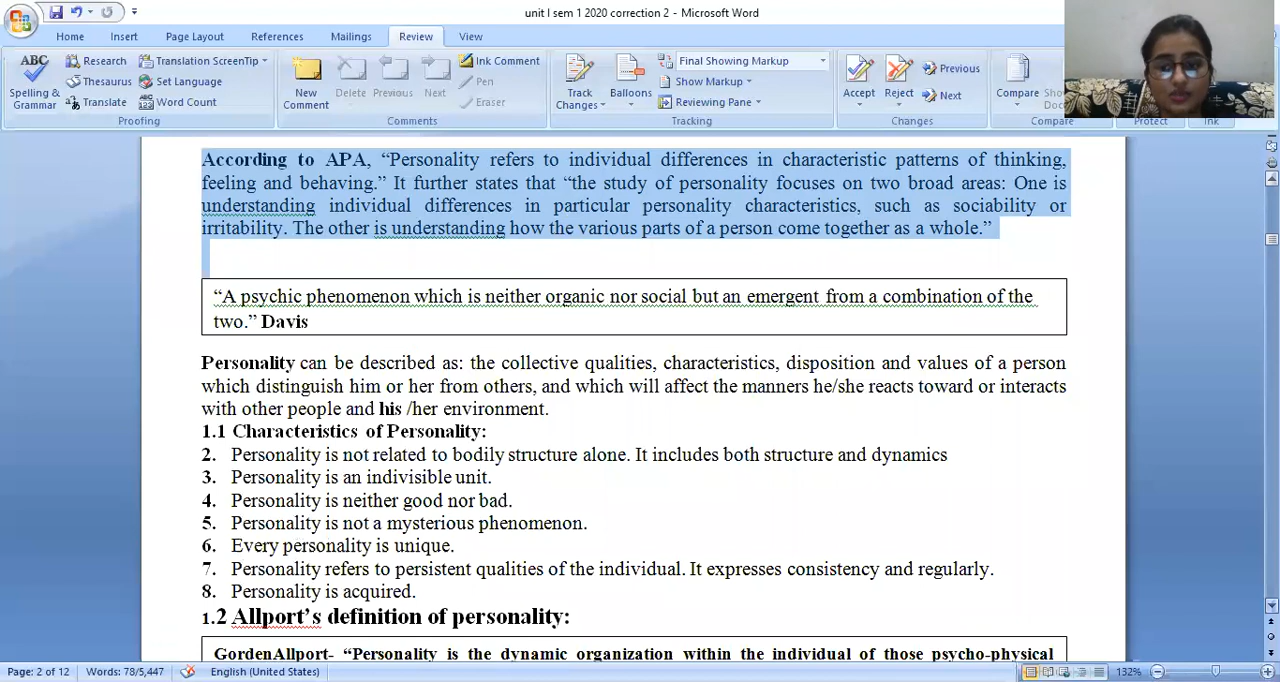 unit I sem 1 2020 correction 2 - Microsoft Word
Home Insert Page Layout References Mailings Review View
ABC Research Translation ScreenTip Ink Comment Final Showing Markup Previous
Thesaurus Set Language Pen Show Markup
Spelling & Grammar Translate Word Count New Comment Delete Previous Next Eraser Track Changes Balloons Reviewing Pane Accept Reject Next Compare
Proofing Comments Tracking Changes Compare Protect Ink
According to APA, “Personality refers to individual differences in characteristic patterns of thinking,
feeling and behaving.” It further states that “the study of personality focuses on two broad areas: One is
understanding individual differences in particular personality characteristics, such as sociability or
irritability. The other is understanding how the various parts of a person come together as a whole.”
“A psychic phenomenon which is neither organic nor social but an emergent from a combination of the
two.” Davis
Personality can be described as: the collective qualities, characteristics, disposition and values of a person
which distinguish him or her from others, and which will affect the manners he/she reacts toward or interacts
with other people and his /her environment.
1.1 Characteristics of Personality:
2. Personality is not related to bodily structure alone. It includes both structure and dynamics
3. Personality is an indivisible unit.
4. Personality is neither good nor bad.
5. Personality is not a mysterious phenomenon.
6. Every personality is unique.
7. Personality refers to persistent qualities of the individual. It expresses consistency and regularly.
8. Personality is acquired.
1.2 Allport’s definition of personality:
GordenAllport- “Personality is the dynamic organization within the individual of those psycho-physical
Page: 2 of 12 Words: 78/5,447 English (United States) 132%